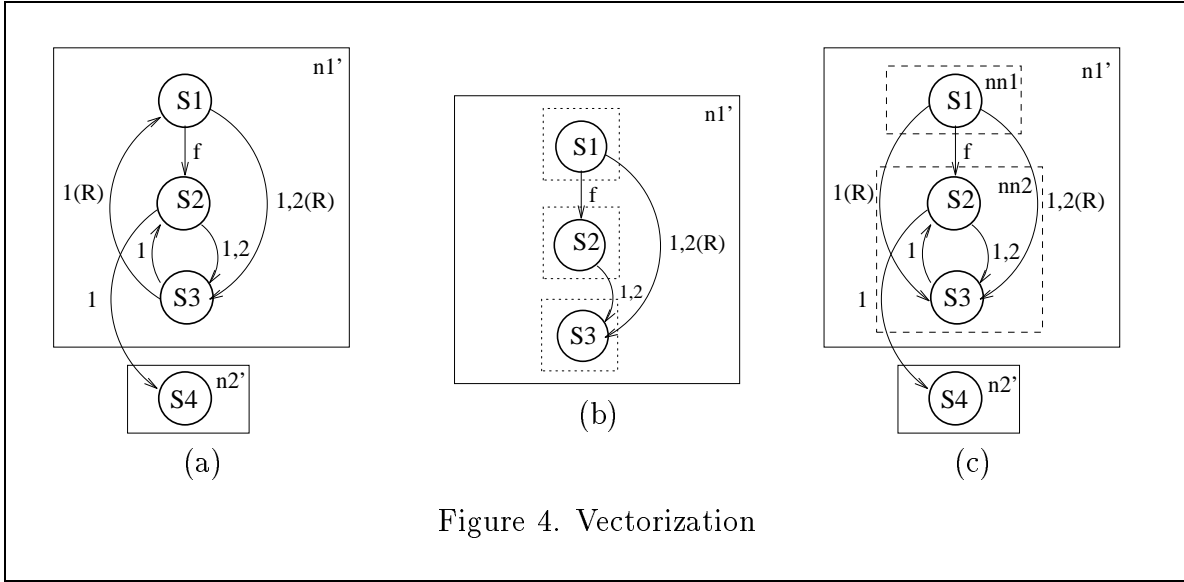 n1'
S1
f
S2
1(R)
1,2(R)
1
1,2
S3
1
n2'
S4
(a)
n1'
S1
f
S2
1,2(R)
1,2
S3
(b)
n1'
nn1
S1
f
nn2
S2
1(R)
1,2(R)
1
1,2
S3
1
n2'
S4
(c)
Figure 4. Vectorization